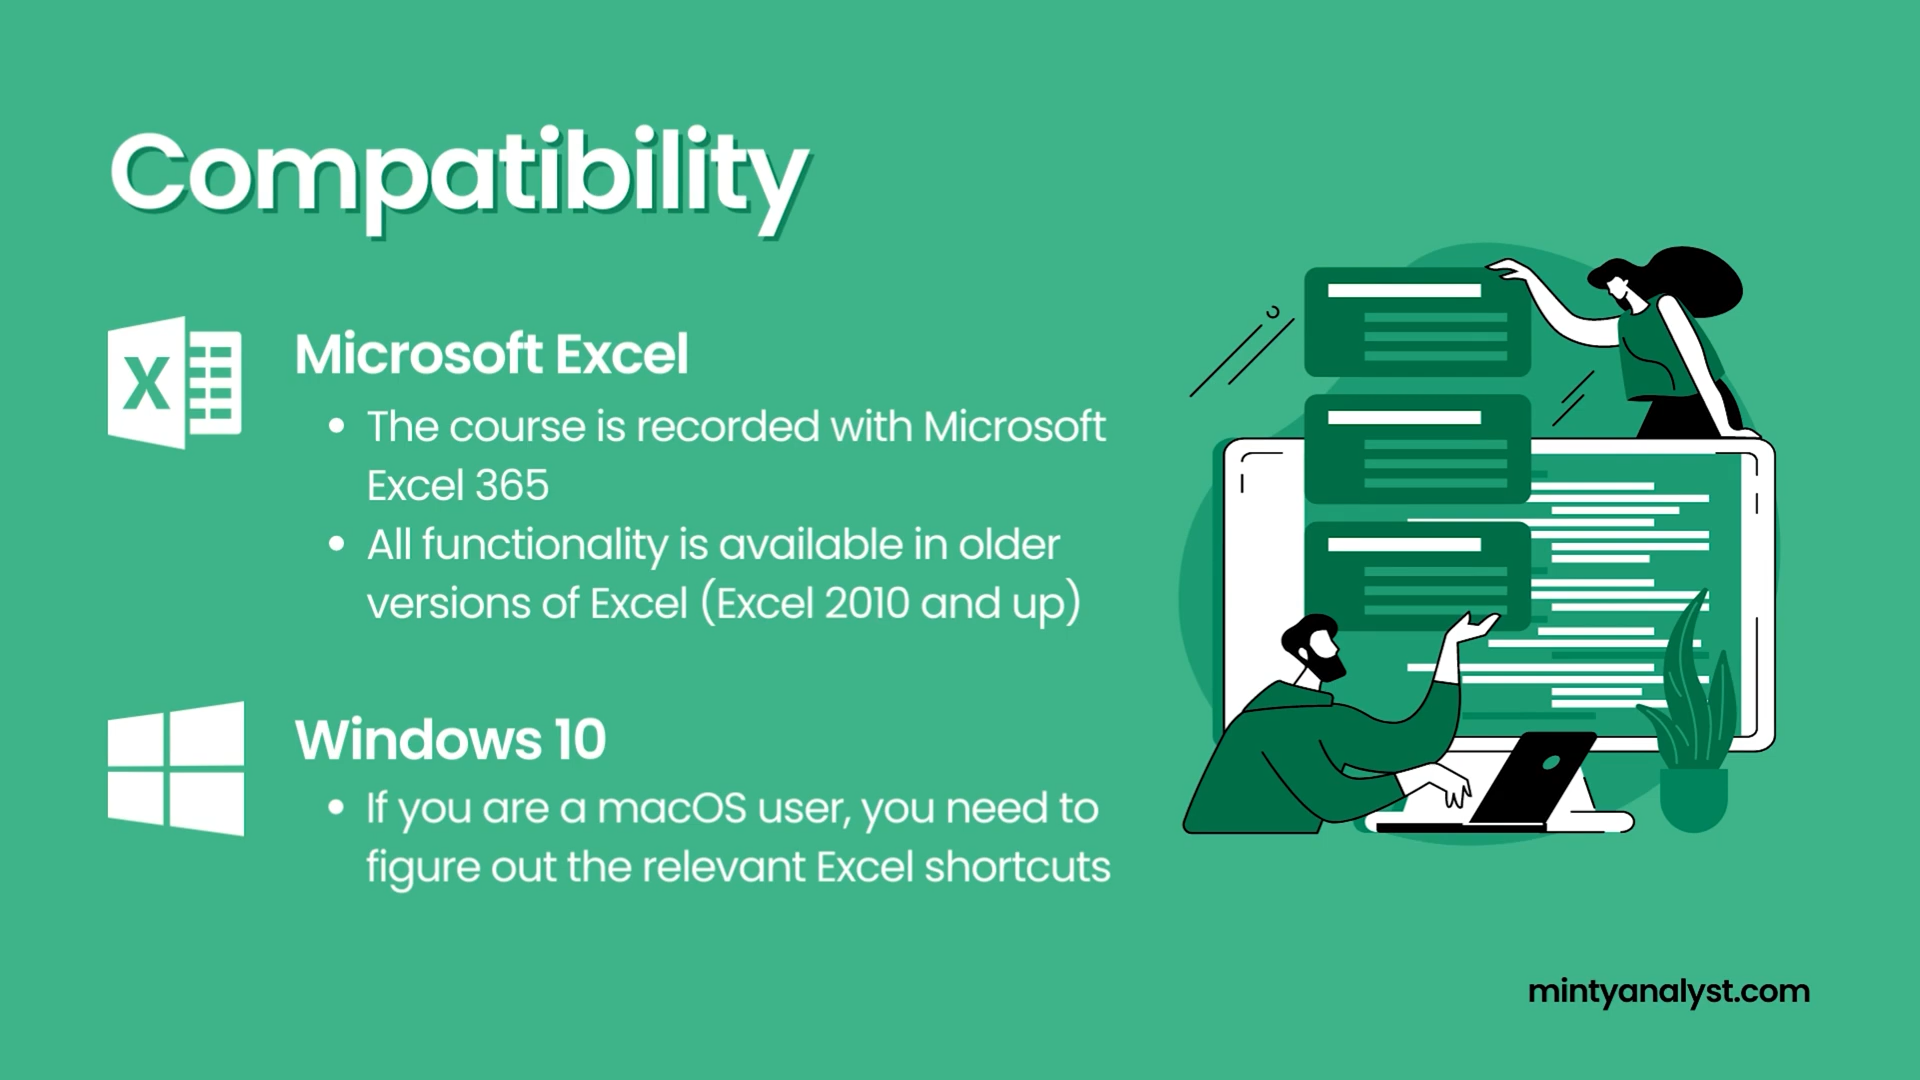 Compatibility
X
Microsoft Excel
• The course is recorded with Microsoft
Excel 365
• All functionality is available in older
versions of Excel (Excel 2010 and up)
Windows 10
• If you are a macOS user, you need to
figure out the relevant Excel shortcuts
mintyanalyst.com